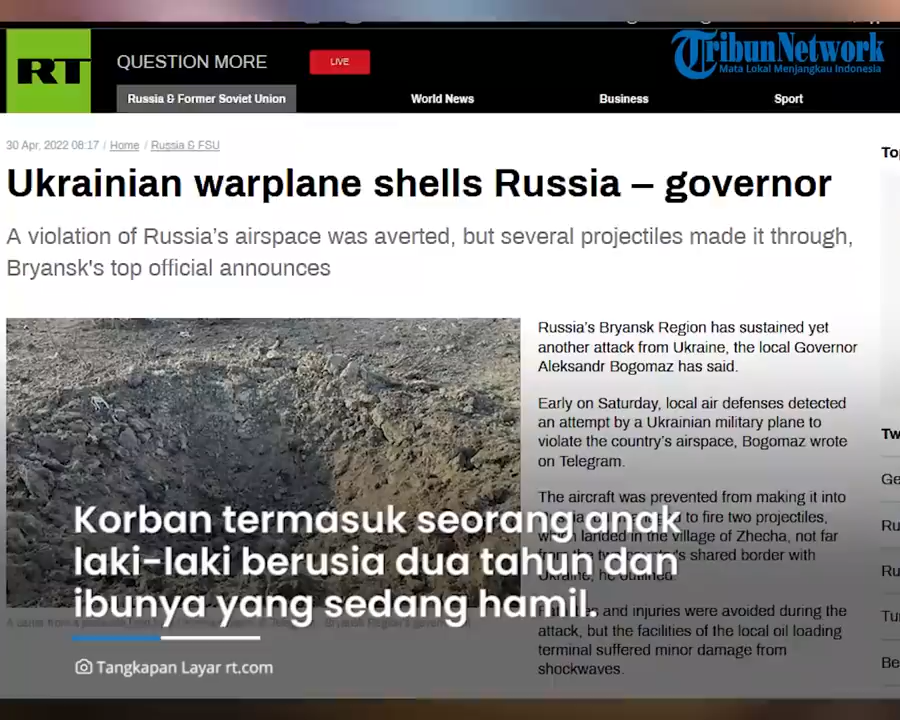 RT
QUESTION MORE
LIVE
TribunNetwork
Mata Lokal Menjangkau Indonesia
Russia & Former Soviet Union
World News
Business
Sport
30 Apr, 2022 08:17 / Home / Russia & FSU
Ukrainian warplane shells Russia – governor
A violation of Russia's airspace was averted, but several projectiles made it through,
Bryansk's top official announces
Russia's Bryansk Region has sustained yet
another attack from Ukraine, the local Governor
Aleksandr Bogomaz has said.
Early on Saturday, local air defenses detected
an attempt by a Ukrainian military plane to
violate the country's airspace, Bogomaz wrote
on Telegram.
The aircraft was prevented from making it into
to fire two projectiles,
landed in the village of Zhecha, not far
shared border with
Ukraine, he outlined.
and injuries were avoided during the
attack, but the facilities of the local oil loading
terminal suffered minor damage from
shockwaves.
Korban termasuk seorang anak
laki-laki berusia dua tahun dan
ibunya yang sedang hamil.
Tangkapan Layar rt.com